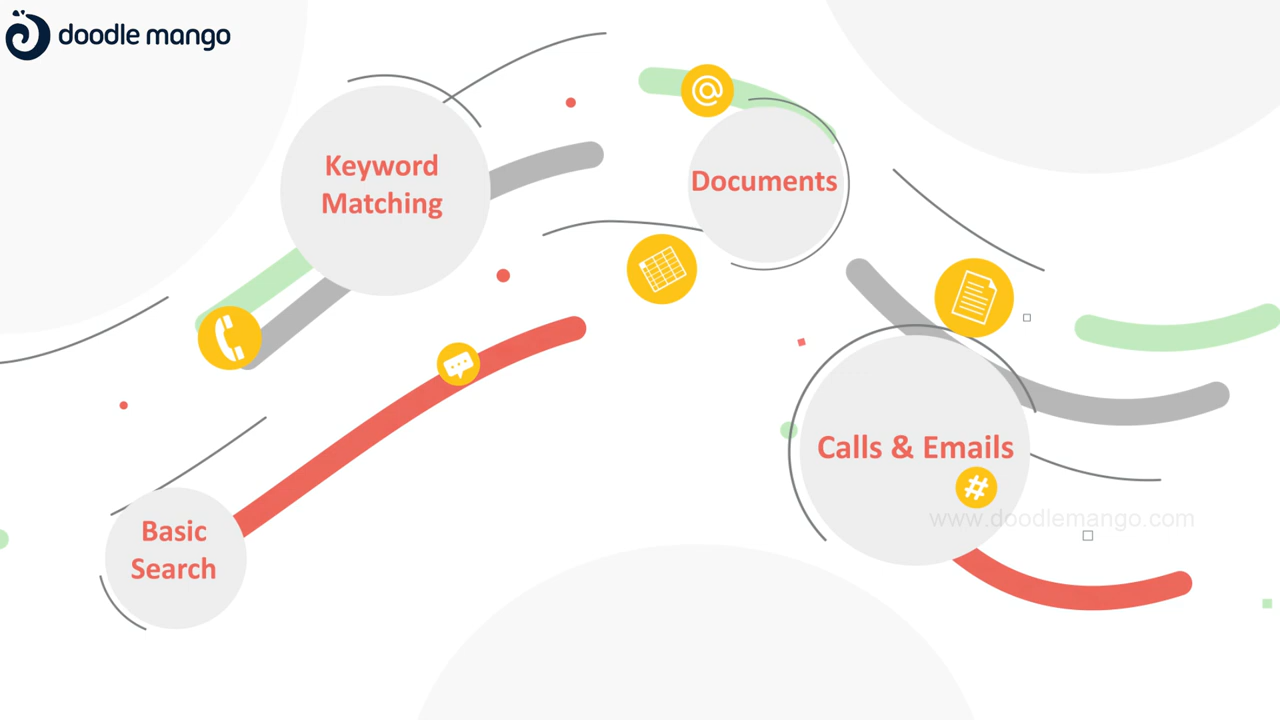 doodle mango
Keyword
Matching
Documents
Calls & Emails
www.doodlemango.com
Basic
Search